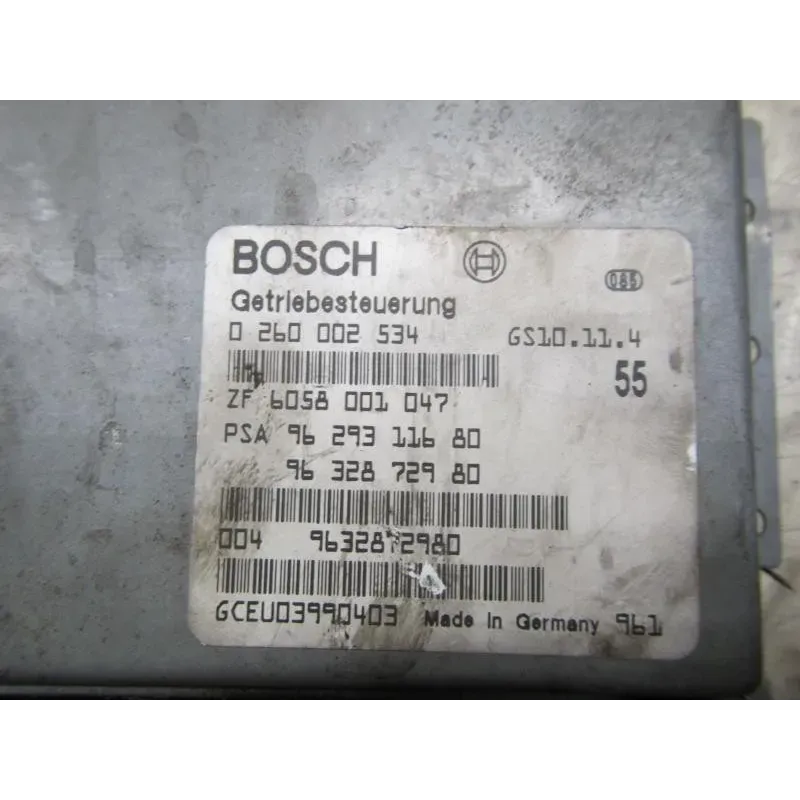 BOSCH
085
Getriebesteuerung
0 260 002 534 GS10.11.4
55
ZF 6058 001 047
PSA 96 293 116 80
96 328 729 80
004 9632872980
GCEU03990403 Made in Germany 961